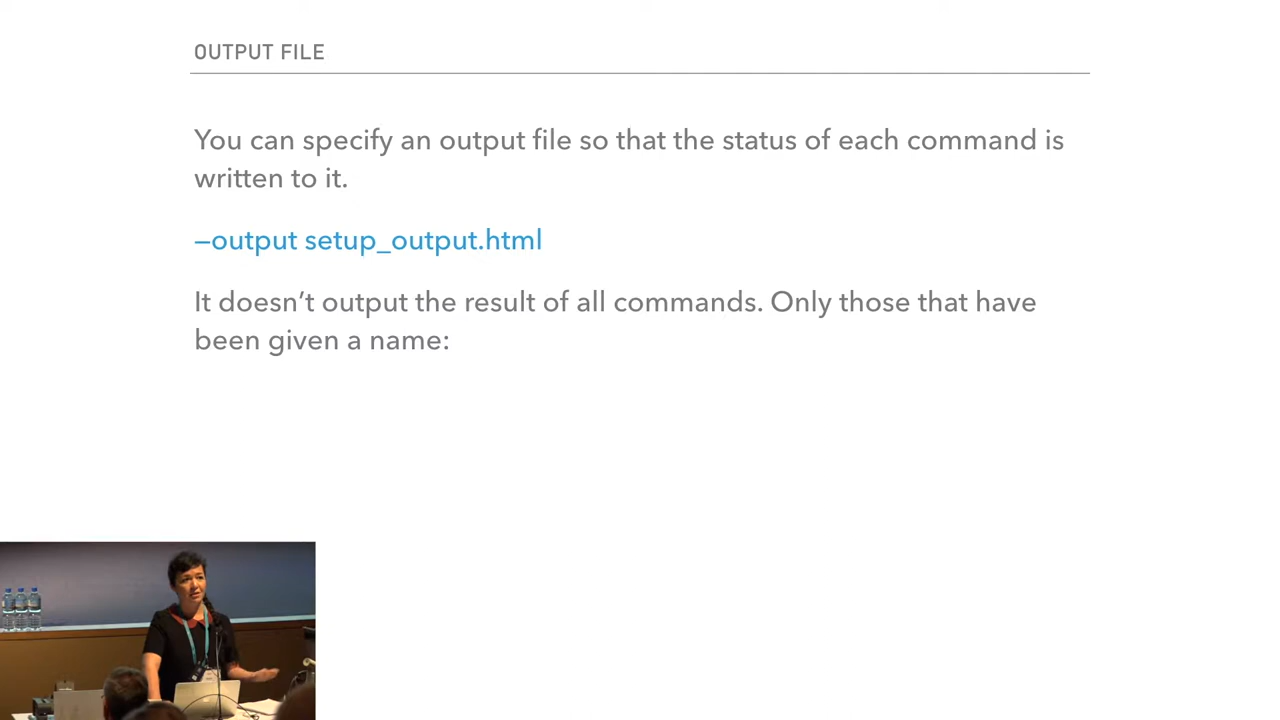 OUTPUT FILE
You can specify an output file so that the status of each command is
written to it.
—output setup_output.html
It doesn’t output the result of all commands. Only those that have
been given a name: